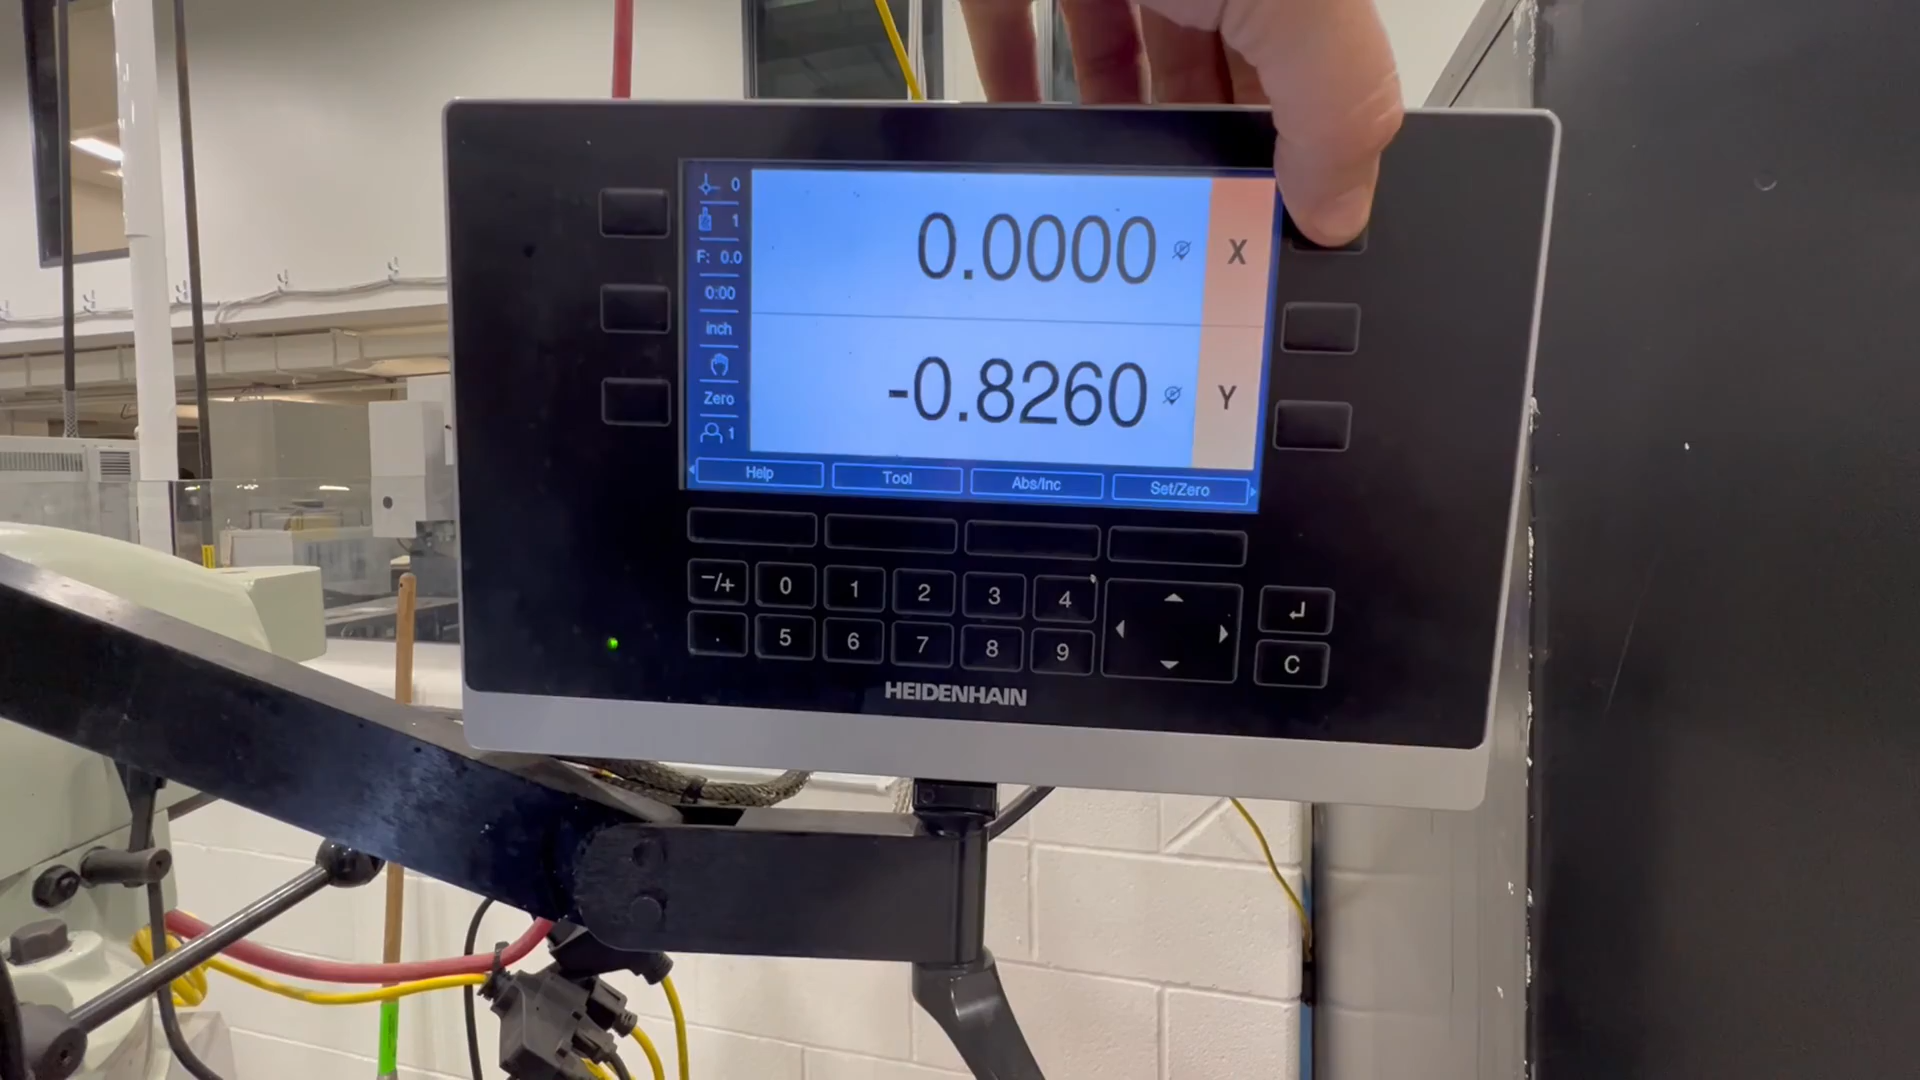 0
1
F: 0.0
0:00
inch
Zero
1
0.0000 X
-0.8260 Y
Help Tool Abs/Inc Set/Zero
−/+ 0 1 2 3 4
. 5 6 7 8 9
C
HEIDENHAIN